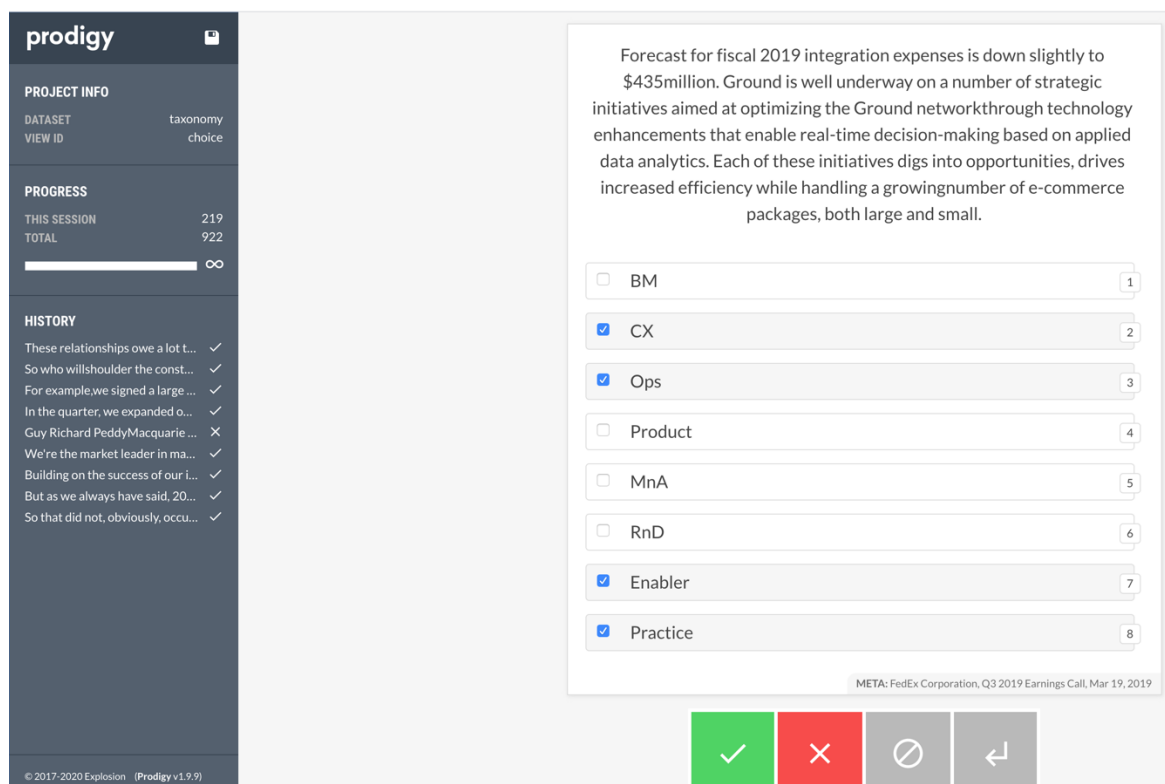 prodigy
PROJECT INFO
DATASET taxonomy
VIEW ID choice
PROGRESS
THIS SESSION 219
TOTAL 922
∞
HISTORY
These relationships owe a lot t...
So who willshoulder the const...
For example,we signed a large ...
In the quarter, we expanded o...
Guy Richard PeddyMacquarie ...
We're the market leader in ma...
Building on the success of our i...
But as we always have said, 20...
So that did not, obviously, occu...
© 2017-2020 Explosion (Prodigy v1.9.9)
Forecast for fiscal 2019 integration expenses is down slightly to
$435million. Ground is well underway on a number of strategic
initiatives aimed at optimizing the Ground networkthrough technology
enhancements that enable real-time decision-making based on applied
data analytics. Each of these initiatives digs into opportunities, drives
increased efficiency while handling a growingnumber of e-commerce
packages, both large and small.
BM 1
CX 2
Ops 3
Product 4
MnA 5
RnD 6
Enabler 7
Practice 8
META: FedEx Corporation, Q3 2019 Earnings Call, Mar 19, 2019